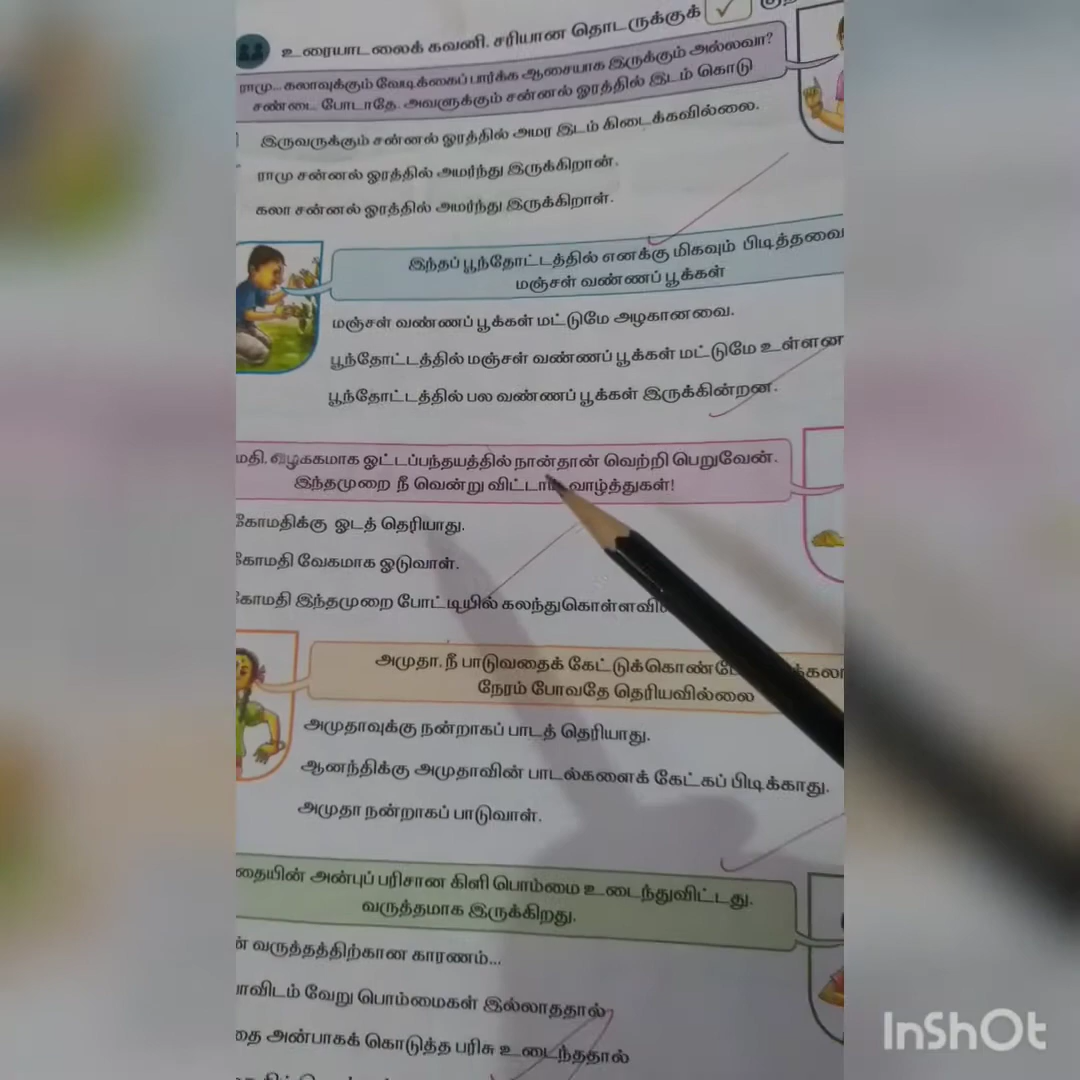 உரையாடலைக் கவனி. சரியான தொடருக்குக் ✓
ராமு... கலாவுக்கும் வேடிக்கைப் பார்க்க ஆசையாக இருக்கும் அல்லவா?
சண்டை போடாதே. அவளுக்கும் சன்னல் ஓரத்தில் இடம் கொடு
இருவருக்கும் சன்னல் ஓரத்தில் அமர இடம் கிடைக்கவில்லை.
ராமு சன்னல் ஓரத்தில் அமர்ந்து இருக்கிறான்.
கலா சன்னல் ஓரத்தில் அமர்ந்து இருக்கிறாள்.
இந்தப் பூந்தோட்டத்தில் எனக்கு மிகவும் பிடித்தவை
மஞ்சள் வண்ணப் பூக்கள்
மஞ்சள் வண்ணப் பூக்கள் மட்டுமே அழகானவை.
பூந்தோட்டத்தில் மஞ்சள் வண்ணப் பூக்கள் மட்டுமே உள்ளன
பூந்தோட்டத்தில் பல வண்ணப் பூக்கள் இருக்கின்றன.
மதி. வழக்கமாக ஓட்டப்பந்தயத்தில் நான்தான் வெற்றி பெறுவேன்.
இந்தமுறை நீ வென்று விட்டாய் வாழ்த்துகள்!
கோமதிக்கு ஓடத் தெரியாது.
கோமதி வேகமாக ஓடுவாள்.
கோமதி இந்தமுறை போட்டியில்
அமுதா. நீ பாடுவதைக்
நேரம் போவதே தெரியவில்லை
அமுதாவுக்கு நன்றாகப் பாடத் தெரியாது.
ஆனந்திக்கு அமுதாவின் பாடல்களைக் கேட்கப் பிடிக்காது.
அமுதா நன்றாகப் பாடுவாள்.
தையின் அன்புப் பரிசான கிளி பொம்மை உடைந்துவிட்டது.
வருத்தமாக இருக்கிறது.
ன் வருத்தத்திற்கான காரணம்...
ாவிடம் வேறு பொம்மைகள் இல்லாததால்
தை அன்பாகக் கொடுத்த பரிசு உடைந்ததால்
InShOt